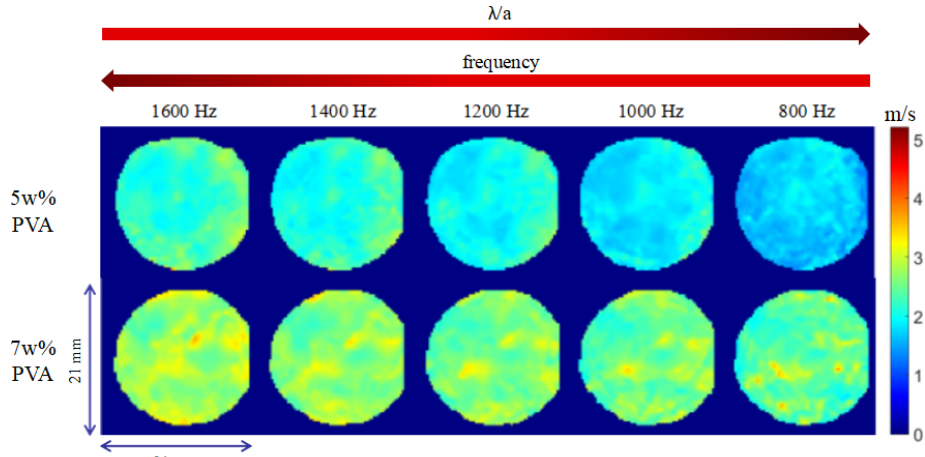 λ/a
frequency
1600 Hz 1400 Hz 1200 Hz 1000 Hz 800 Hz m/s
5w%
PVA
7w%
PVA
21 mm
5
4
3
2
1
0